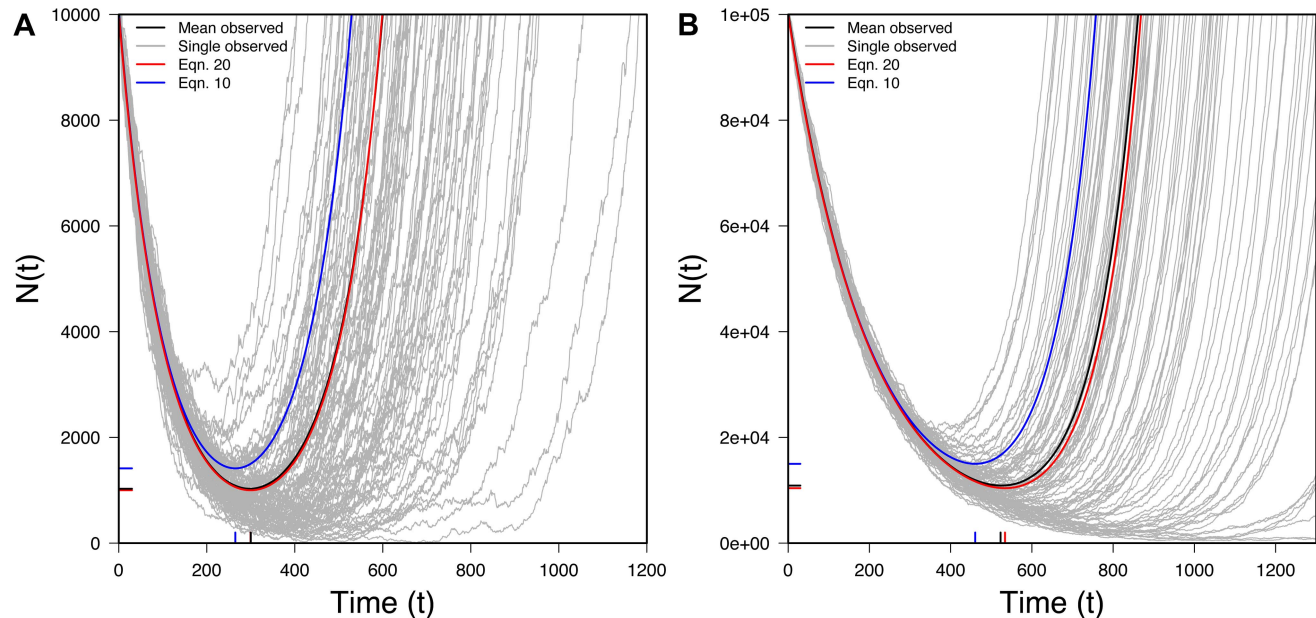 A
Mean observed
Single observed
Eqn. 20
Eqn. 10
N(t)
10000
8000
6000
4000
2000
0
0 200 400 600 800 1000 1200
Time (t)
B
Mean observed
Single observed
Eqn. 20
Eqn. 10
N(t)
1e+05
8e+04
6e+04
4e+04
2e+04
0e+00
0 200 400 600 800 1000 1200
Time (t)